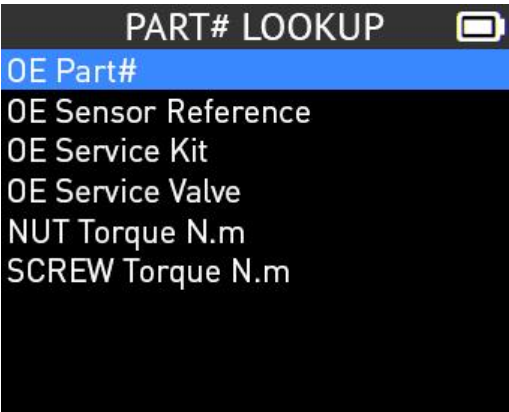 PART# LOOKUP
OE Part#
OE Sensor Reference
OE Service Kit
OE Service Valve
NUT Torque N.m
SCREW Torque N.m